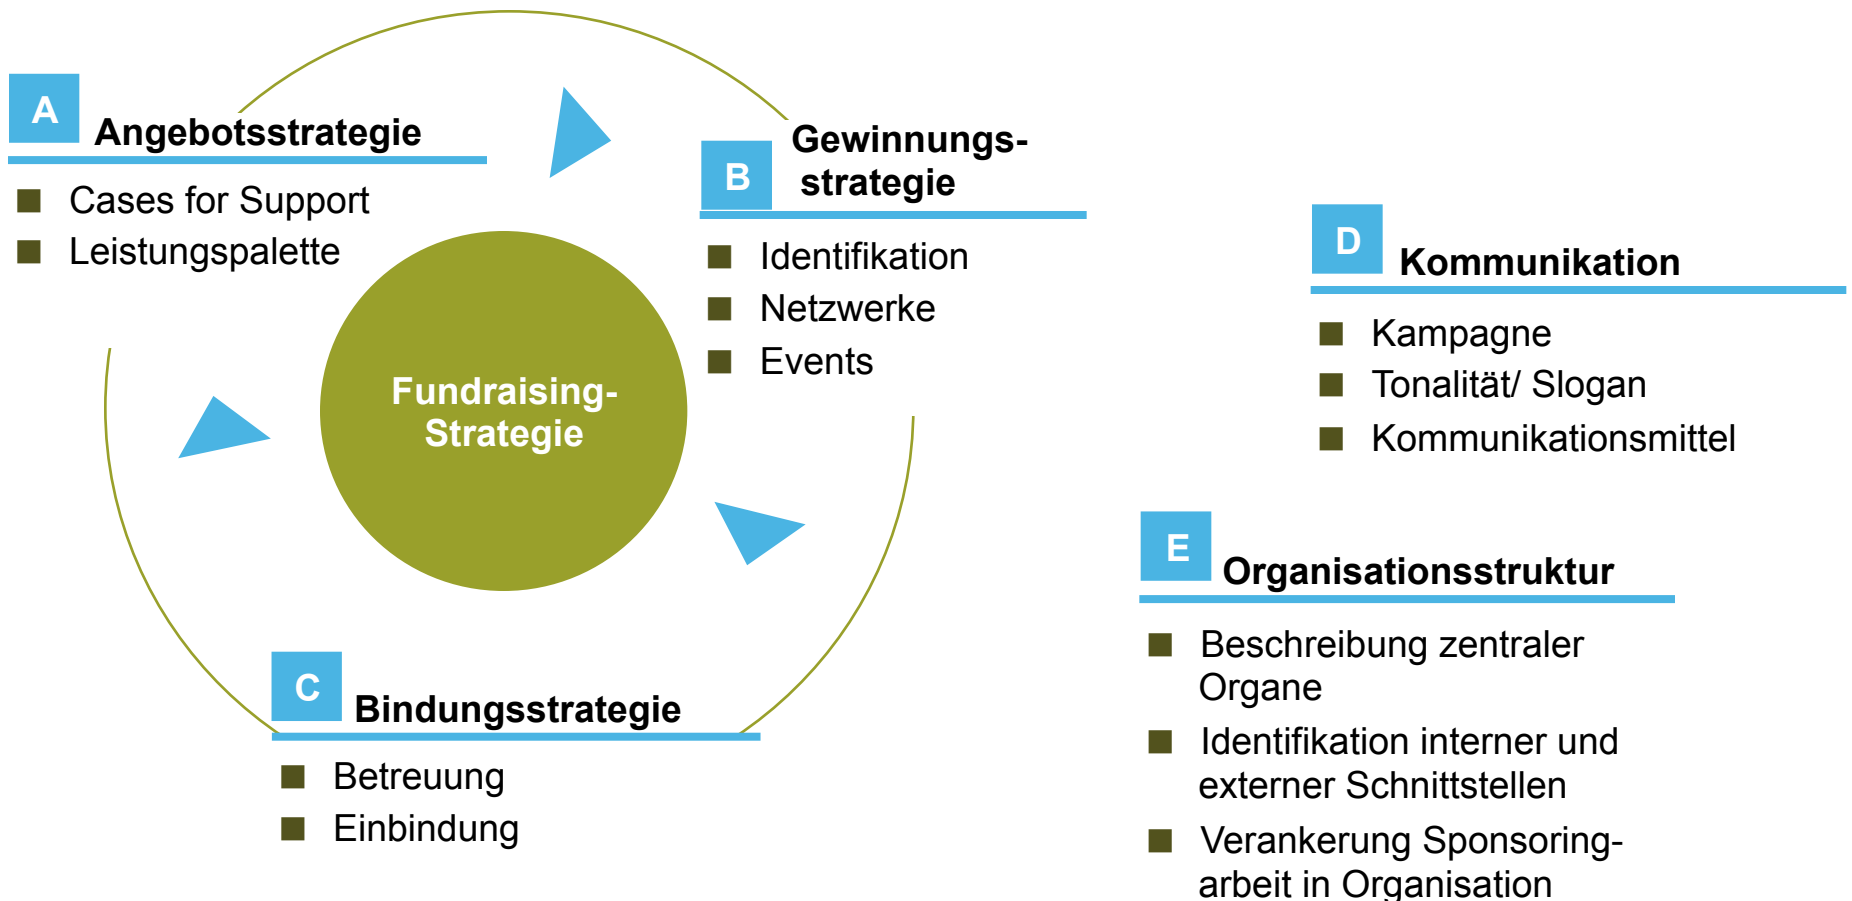 A
Angebotsstrategie
Cases for Support
Leistungspalette
B
Gewinnungs-
strategie
Identifikation
Netzwerke
Events
Fundraising-
Strategie
C
Bindungsstrategie
Betreuung
Einbindung
D
Kommunikation
Kampagne
Tonalität/ Slogan
Kommunikationsmittel
E
Organisationsstruktur
Beschreibung zentraler
Organe
Identifikation interner und
externer Schnittstellen
Verankerung Sponsoring-
arbeit in Organisation